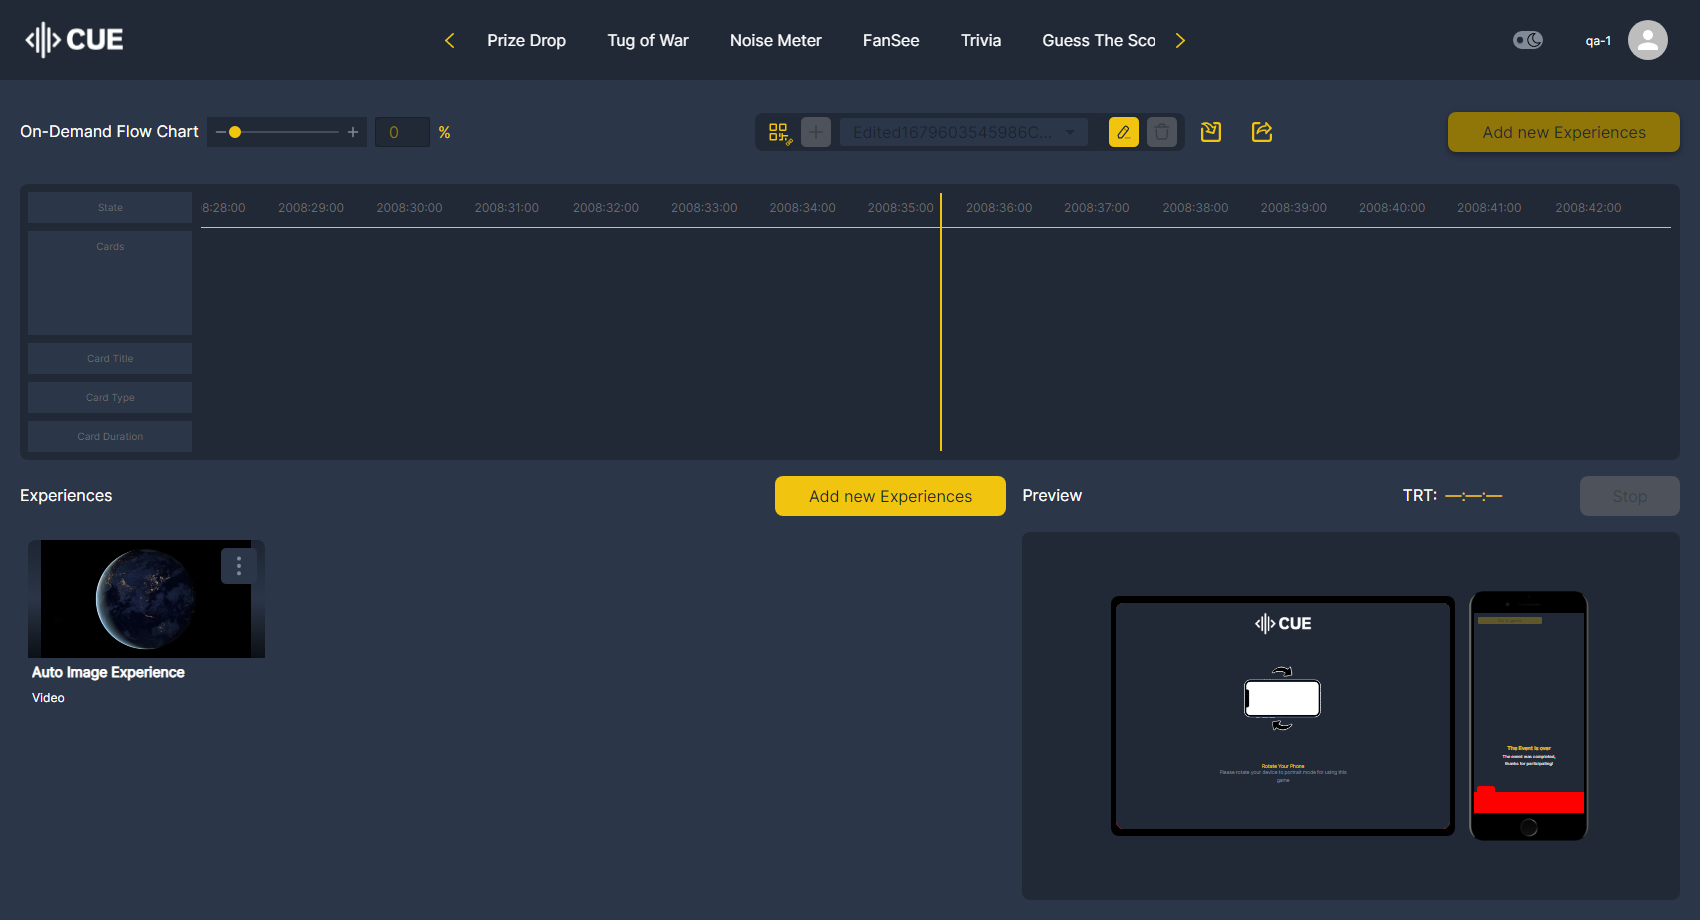 CUE
Prize Drop
Tug of War
Noise Meter
FanSee
Trivia
Guess The Sco
qa-1
On-Demand Flow Chart
0
%
Edited1679603545986C...
Add new Experiences
State
8:28:00 2008:29:00 2008:30:00 2008:31:00 2008:32:00 2008:33:00 2008:34:00 2008:35:00 2008:36:00 2008:37:00 2008:38:00 2008:39:00 2008:40:00 2008:41:00 2008:42:00
Cards
Card Title
Card Type
Card Duration
Experiences
Add new Experiences
Preview
TRT: —:—:—
Stop
Auto Image Experience
Video
CUE
Rotate Your Phone
Please rotate your device to portrait mode for using this
game
The Event is over
The event was completed,
thanks for participating!